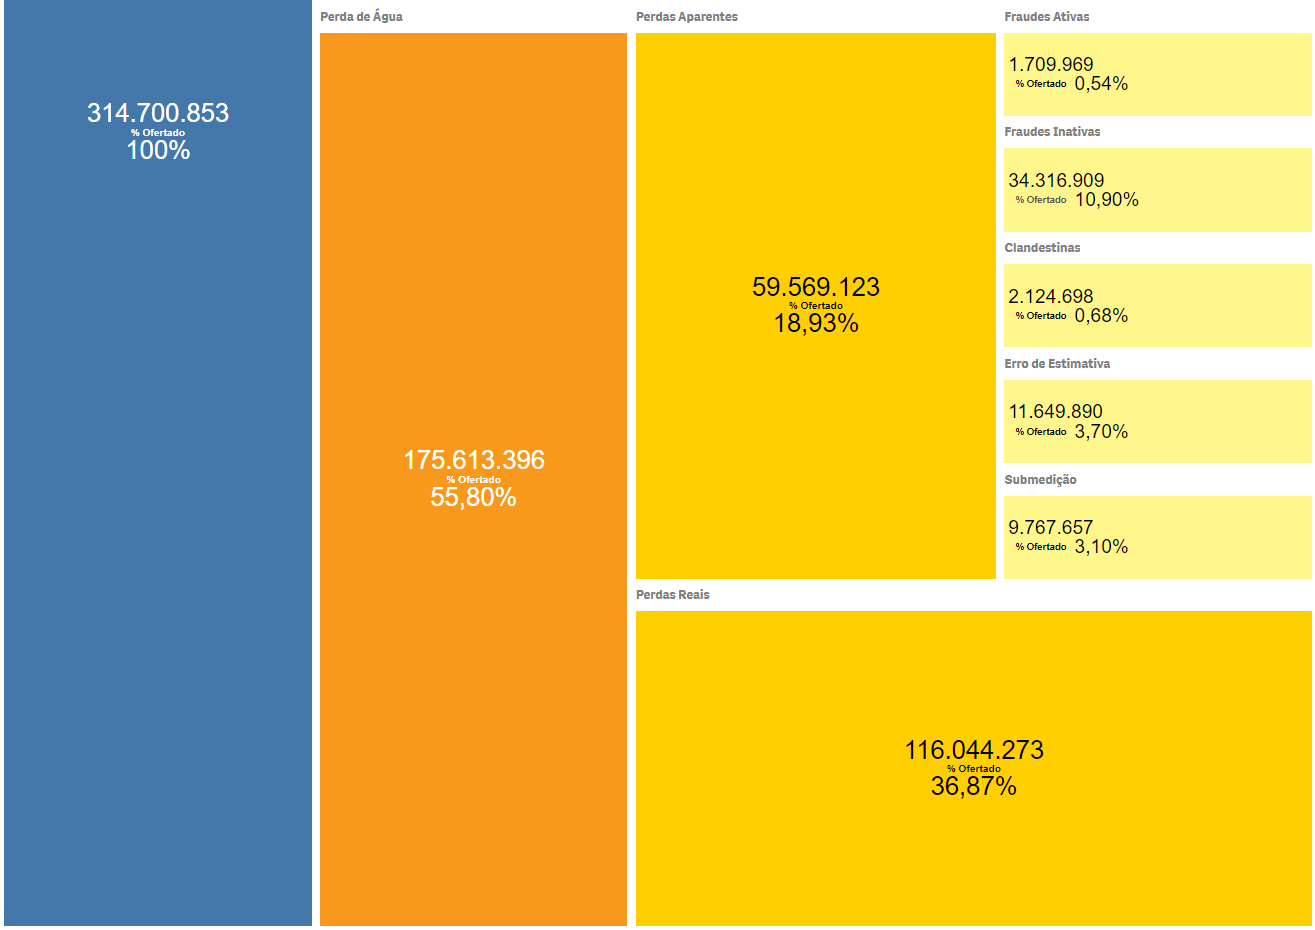 314.700.853
% Ofertado
100%
Perda de Água
175.613.396
% Ofertado
55,80%
Perdas Aparentes
59.569.123
% Ofertado
18,93%
Fraudes Ativas
1.709.969
% Ofertado 0,54%
Fraudes Inativas
34.316.909
% Ofertado 10,90%
Clandestinas
2.124.698
% Ofertado 0,68%
Erro de Estimativa
11.649.890
% Ofertado 3,70%
Submedição
9.767.657
% Ofertado 3,10%
Perdas Reais
116.044.273
% Ofertado
36,87%